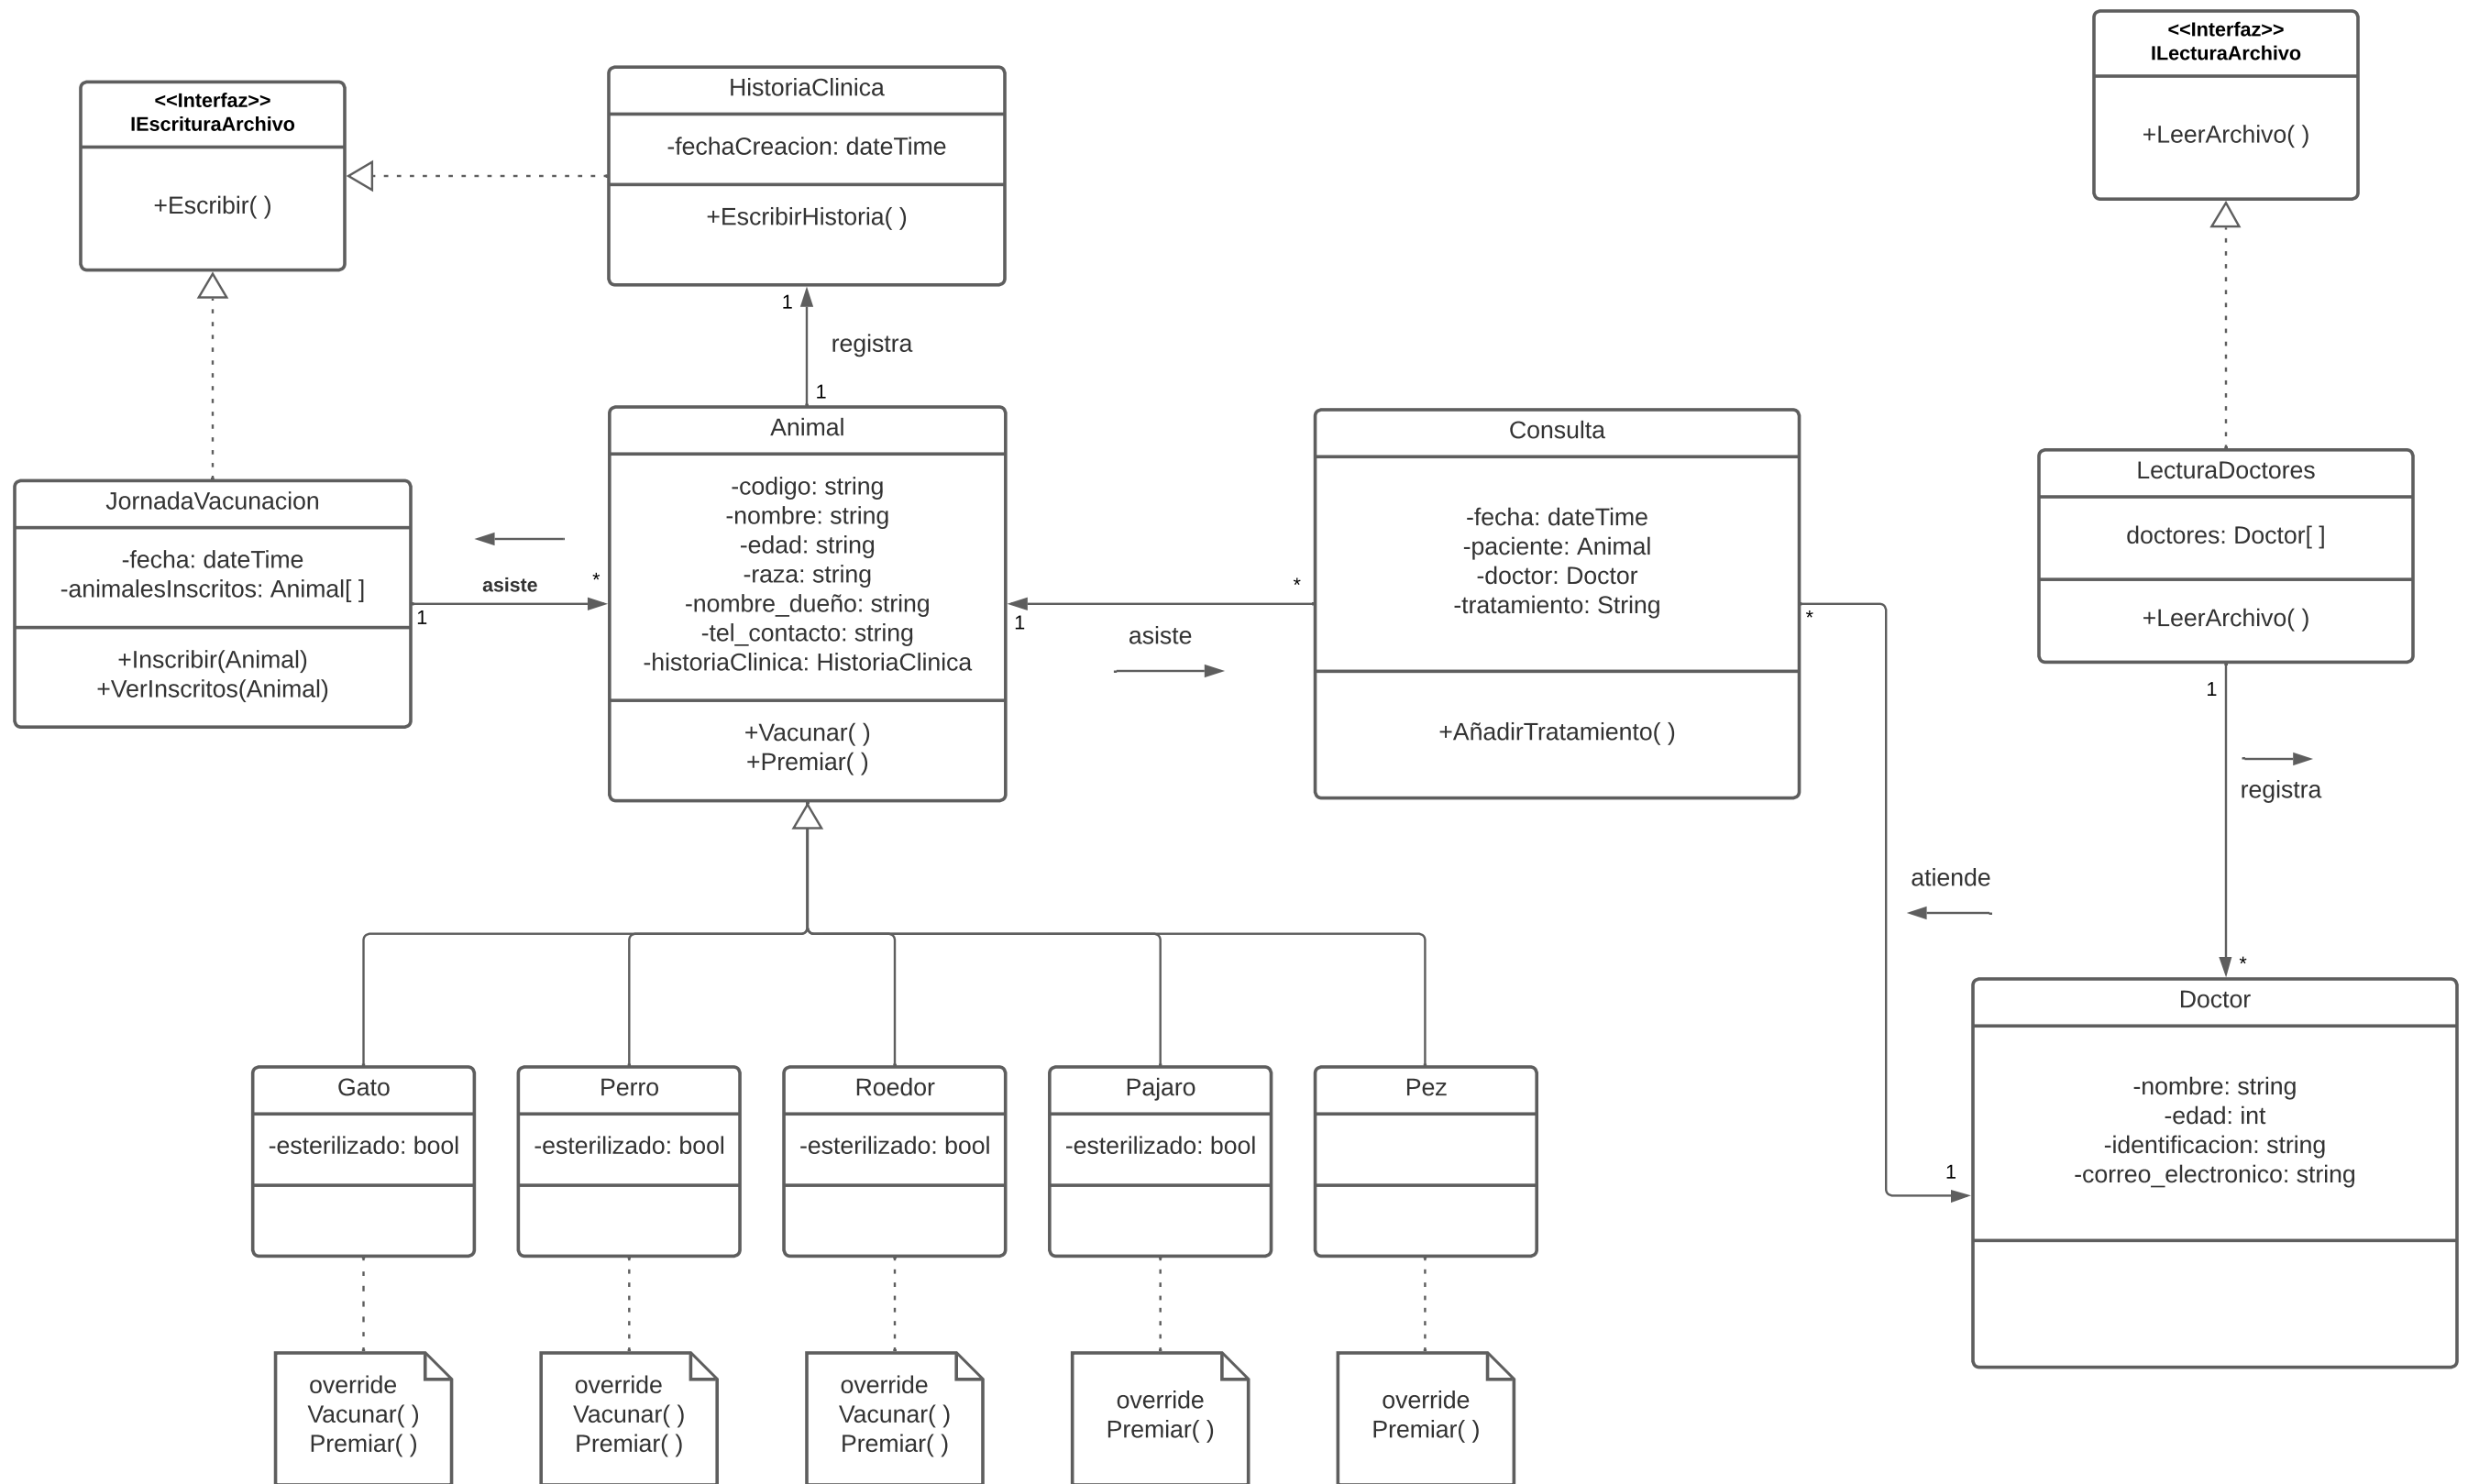 <<Interfaz>>
ILecturaArchivo
+LeerArchivo( )
<<Interfaz>>
IEscrituraArchivo
+Escribir( )
HistoriaClinica
-fechaCreacion: dateTime
+EscribirHistoria( )
1
registra
1
JornadaVacunacion
-fecha: dateTime
-animalesInscritos: Animal[ ]
+Inscribir(Animal)
+VerInscritos(Animal)
1
asiste
*
Animal
-codigo: string
-nombre: string
-edad: string
-raza: string
-nombre_dueño: string
-tel_contacto: string
-historiaClinica: HistoriaClinica
+Vacunar( )
+Premiar( )
1
asiste
*
Consulta
-fecha: dateTime
-paciente: Animal
-doctor: Doctor
-tratamiento: String
+AñadirTratamiento( )
*
atiende
1
LecturaDoctores
doctores: Doctor[ ]
+LeerArchivo( )
1
registra
*
Doctor
-nombre: string
-edad: int
-identificacion: string
-correo_electronico: string
Gato
-esterilizado: bool
Perro
-esterilizado: bool
Roedor
-esterilizado: bool
Pajaro
-esterilizado: bool
Pez
override
Vacunar( )
Premiar( )
override
Vacunar( )
Premiar( )
override
Vacunar( )
Premiar( )
override
Premiar( )
override
Premiar( )